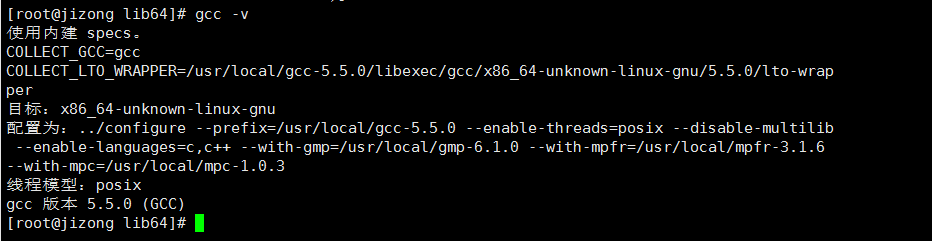 [root@jizong lib64]# gcc -v
使用内建 specs。
COLLECT_GCC=gcc
COLLECT_LTO_WRAPPER=/usr/local/gcc-5.5.0/libexec/gcc/x86_64-unknown-linux-gnu/5.5.0/lto-wrap
per
目标：x86_64-unknown-linux-gnu
配置为：../configure --prefix=/usr/local/gcc-5.5.0 --enable-threads=posix --disable-multilib
 --enable-languages=c,c++ --with-gmp=/usr/local/gmp-6.1.0 --with-mpfr=/usr/local/mpfr-3.1.6
--with-mpc=/usr/local/mpc-1.0.3
线程模型：posix
gcc 版本 5.5.0 (GCC)
[root@jizong lib64]#